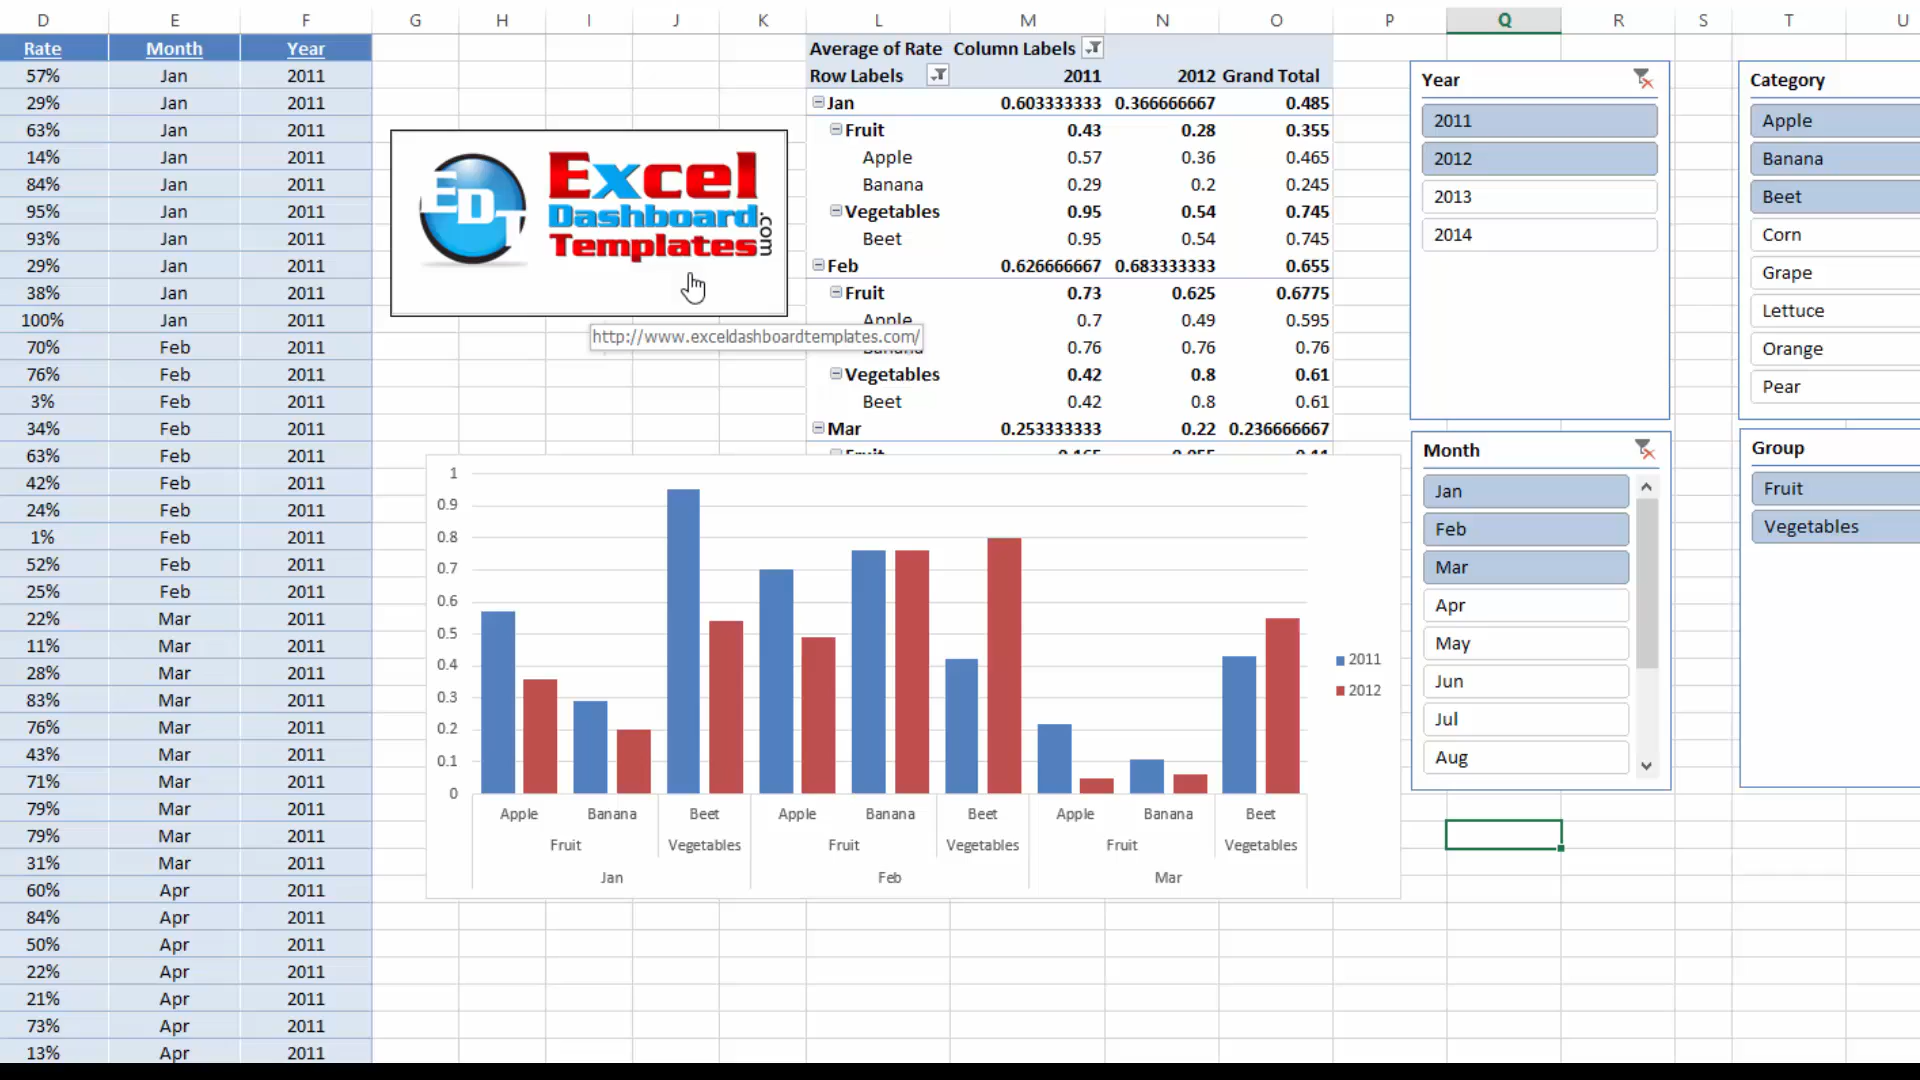 D E F G H I J K L M N O P Q R S T U
Rate Month Year Average of Rate Column Labels
57% Jan 2011 Row Labels 2011 2012 Grand Total
29% Jan 2011 Jan 0.603333333 0.366666667 0.485
63% Jan 2011 Fruit 0.43 0.28 0.355
14% Jan 2011 Apple 0.57 0.36 0.465
84% Jan 2011 Banana 0.29 0.2 0.245
95% Jan 2011 Vegetables 0.95 0.54 0.745
93% Jan 2011 Beet 0.95 0.54 0.745
29% Jan 2011 Feb 0.626666667 0.683333333 0.655
38% Jan 2011 Fruit 0.73 0.625 0.6775
100% Jan 2011 Apple 0.7 0.49 0.595
70% Feb 2011 Banana 0.76 0.76 0.76
76% Feb 2011 Vegetables 0.42 0.8 0.61
3% Feb 2011 Beet 0.42 0.8 0.61
34% Feb 2011 Mar 0.253333333 0.22 0.236666667
63% Feb 2011 Fruit 0.165 0.055 0.11
42% Feb 2011
24% Feb 2011
1% Feb 2011
52% Feb 2011
25% Feb 2011
22% Mar 2011
11% Mar 2011
28% Mar 2011
83% Mar 2011
76% Mar 2011
43% Mar 2011
71% Mar 2011
79% Mar 2011
79% Mar 2011
31% Mar 2011
60% Apr 2011
84% Apr 2011
50% Apr 2011
22% Apr 2011
21% Apr 2011
73% Apr 2011
13% Apr 2011
EDT
Excel
Dashboard
Templates
.com
http://www.exceldashboardtemplates.com/
1
0.9
0.8
0.7
0.6
0.5
0.4
0.3
0.2
0.1
0
Apple Banana Beet Apple Banana Beet Apple Banana Beet
Fruit Vegetables Fruit Vegetables Fruit Vegetables
Jan Feb Mar
2011
2012
Year
2011
2012
2013
2014
Category
Apple
Banana
Beet
Corn
Grape
Lettuce
Orange
Pear
Month
Jan
Feb
Mar
Apr
May
Jun
Jul
Aug
Group
Fruit
Vegetables